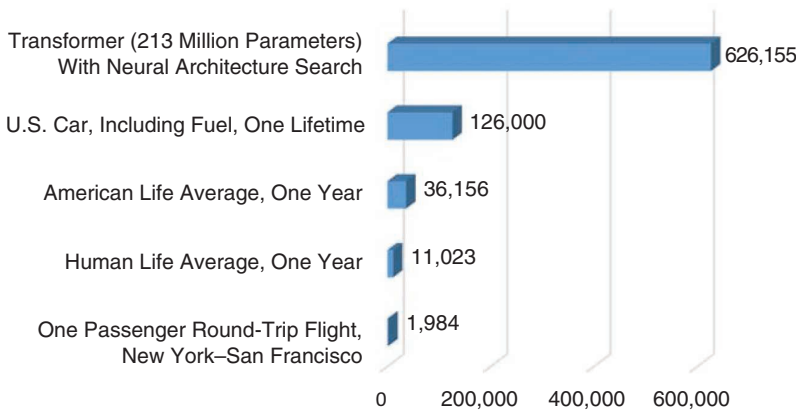 Transformer (213 Million Parameters)
With Neural Architecture Search
626,155
U.S. Car, Including Fuel, One Lifetime
126,000
American Life Average, One Year
36,156
Human Life Average, One Year
11,023
One Passenger Round-Trip Flight,
New York–San Francisco
1,984
0 200,000 400,000 600,000